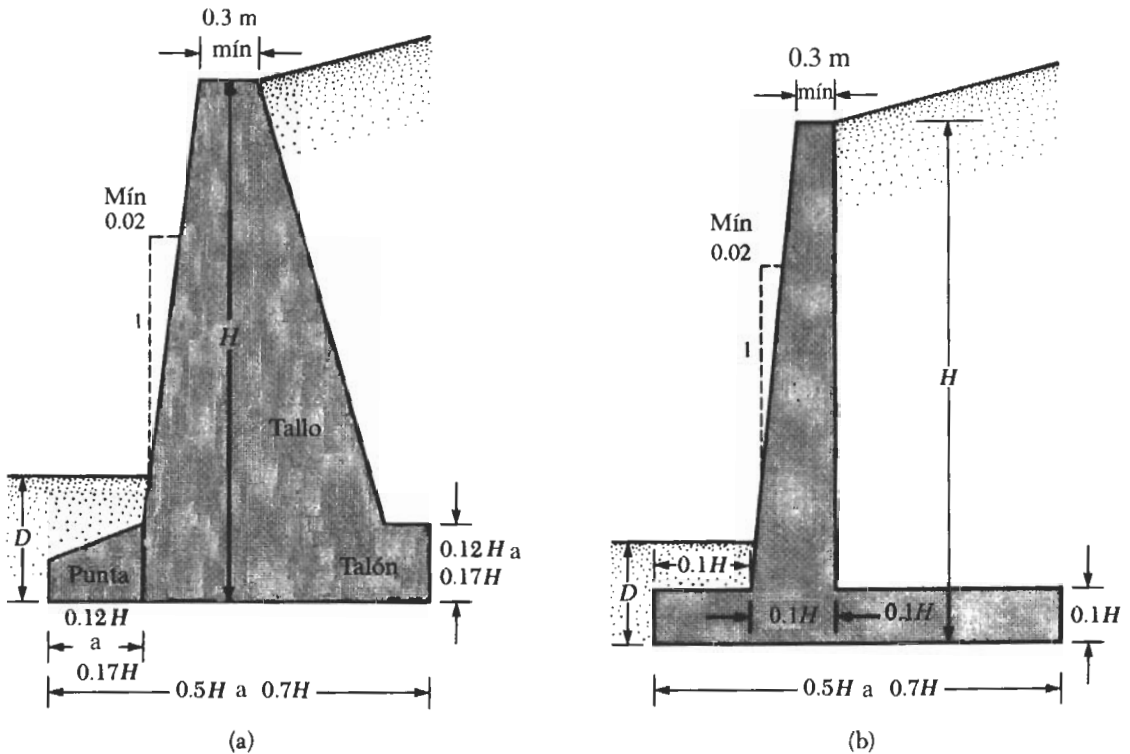 0.3 m
mín
Mín
0.02
1
H
Tallo
D
Punta
Talón
0.12H a
0.17H
0.12H
a
0.17H
0.5H a 0.7H
(a)
0.3 m
mín
Mín
0.02
1
H
D
0.1H
0.1H
0.1H
0.1H
0.5H a 0.7H
(b)